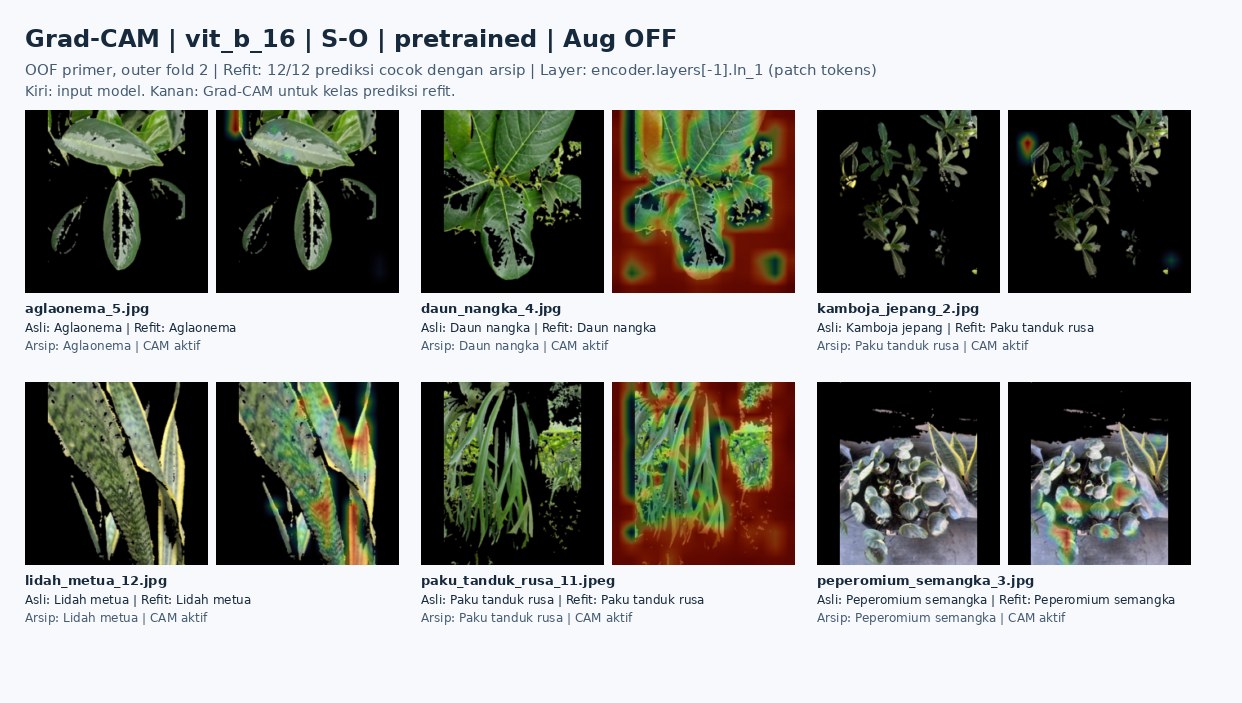 Grad-CAM | vit_b_16 | S-O | pretrained | Aug OFF
OOF primer, outer fold 2 | Refit: 12/12 prediksi cocok dengan arsip | Layer: encoder.layers[-1].ln_1 (patch tokens)
Kiri: input model. Kanan: Grad-CAM untuk kelas prediksi refit.
aglaonema_5.jpg
Asli: Aglaonema | Refit: Aglaonema
Arsip: Aglaonema | CAM aktif
daun_nangka_4.jpg
Asli: Daun nangka | Refit: Daun nangka
Arsip: Daun nangka | CAM aktif
kamboja_jepang_2.jpg
Asli: Kamboja jepang | Refit: Paku tanduk rusa
Arsip: Paku tanduk rusa | CAM aktif
lidah_metua_12.jpg
Asli: Lidah metua | Refit: Lidah metua
Arsip: Lidah metua | CAM aktif
paku_tanduk_rusa_11.jpeg
Asli: Paku tanduk rusa | Refit: Paku tanduk rusa
Arsip: Paku tanduk rusa | CAM aktif
peperomium_semangka_3.jpg
Asli: Peperomium semangka | Refit: Peperomium semangka
Arsip: Peperomium semangka | CAM aktif